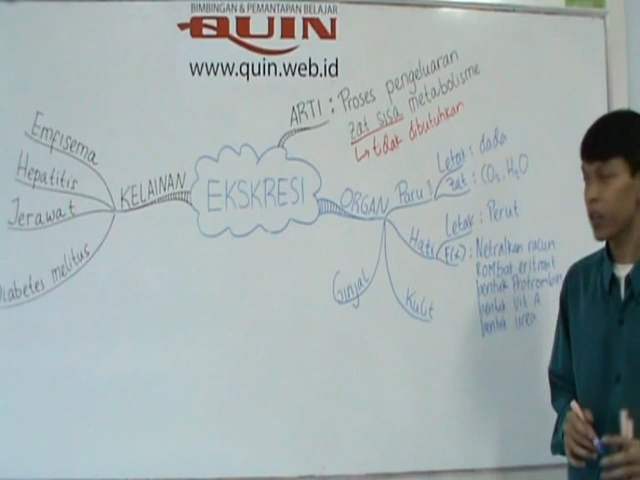 BIMBINGAN & PEMANTAPAN BELAJAR
QUIN
www.quin.web.id
ARTI : Proses pengeluaran
zat sisa metabolisme
↳ tidak dibutuhkan
Emfisema
Hepatitis
Jerawat
Diabetes melitus
KELAINAN
EKSKRESI
ORGAN
Paru
Letak : dada
Zat : CO₂, H₂O
Hati
Letak : Perut
F(x) : Netralkan racun
Rombak eritrosit
bentuk Protrombin
bentuk Vit A
bentuk urea
Ginjal
Kulit